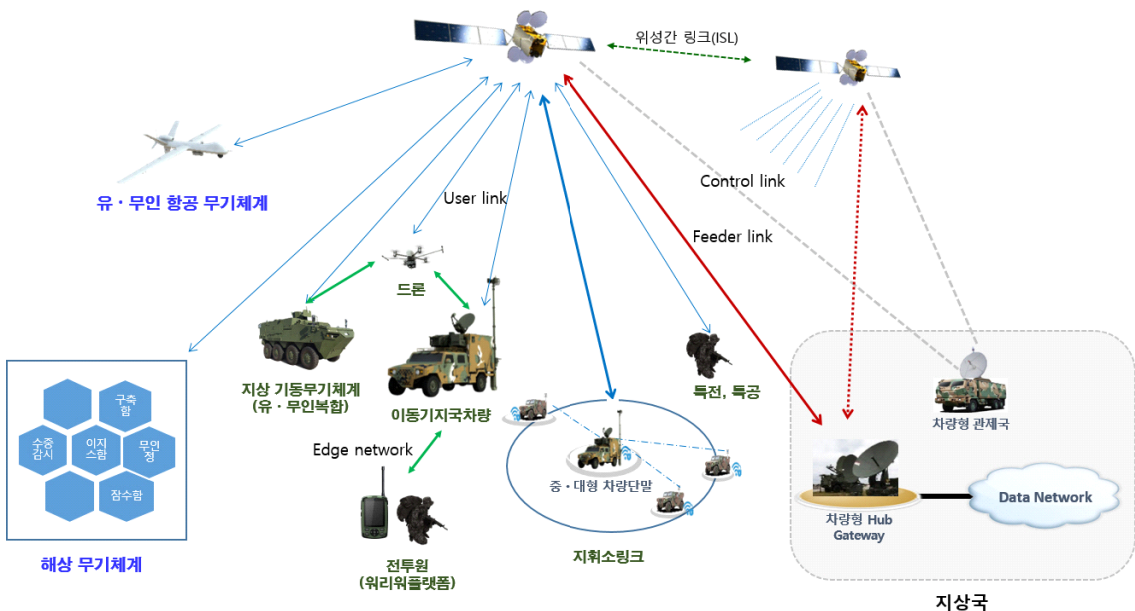 위성간 링크(ISL)
유 · 무인 항공 무기체계
User link
Control link
Feeder link
드론
지상 기동무기체계
(유 · 무인복합)
이동기지국차량
특전, 특공
구축
함
수중
감시
이지
스함
무인
정
잠수함
해상 무기체계
Edge network
전투원
(워리워플랫폼)
중 · 대형 차량단말
지휘소링크
차량형 관제국
차량형 Hub
Gateway
Data Network
지상국